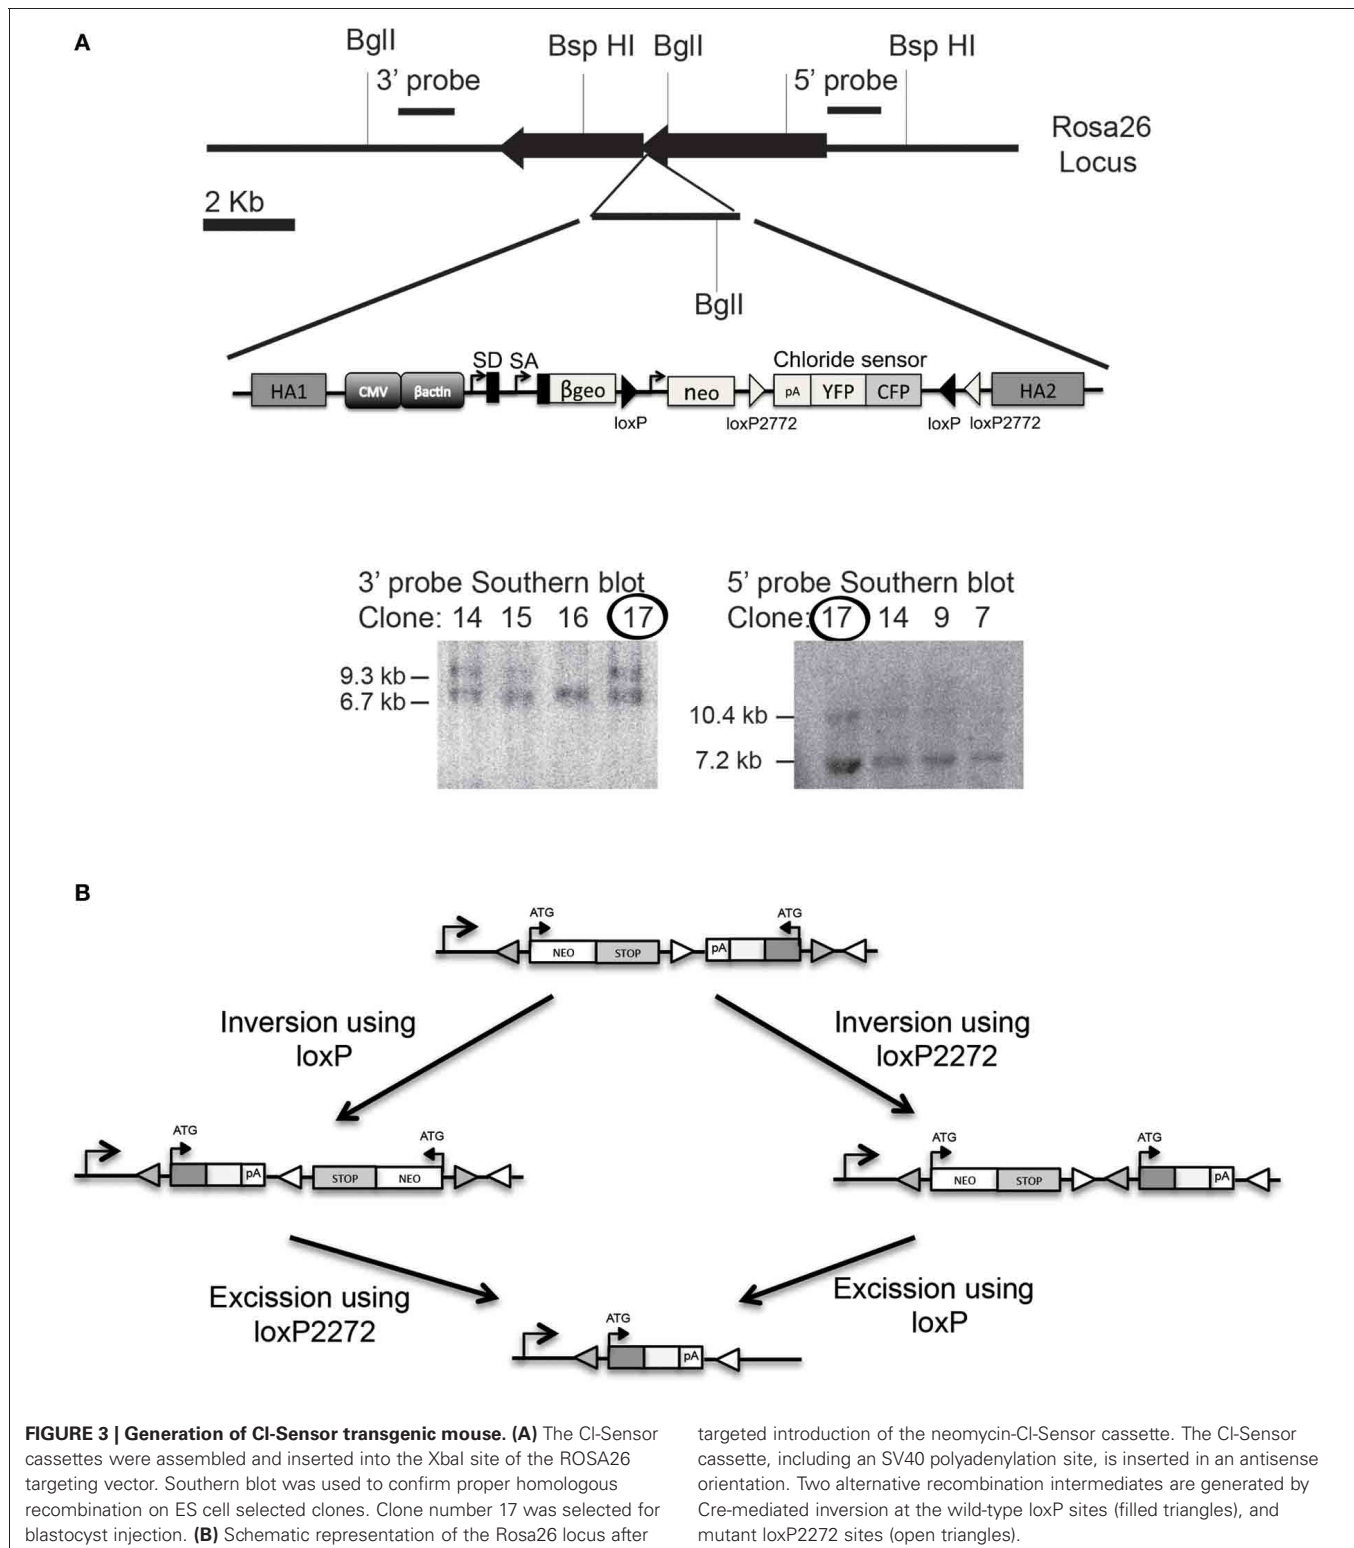 A
BglI
Bsp HI
BglI
Bsp HI
3’ probe
5’ probe
Rosa26
Locus
2 Kb
BglI
SD
SA
Chloride sensor
HA1
CMV
βactin
βgeo
neo
pA
YFP
CFP
HA2
loxP
loxP2772
loxP
loxP2772
3’ probe Southern blot
Clone: 14 15 16 17
9.3 kb
6.7 kb
5’ probe Southern blot
Clone: 17 14 9 7
10.4 kb
7.2 kb
B
ATG
ATG
NEO
STOP
pA
Inversion using
loxP
Inversion using
loxP2272
ATG
ATG
pA
STOP
NEO
ATG
ATG
NEO
STOP
pA
Excission using
loxP2272
Excission using
loxP
ATG
pA
FIGURE 3 | Generation of Cl-Sensor transgenic mouse. (A) The Cl-Sensor
cassettes were assembled and inserted into the XbaI site of the ROSA26
targeting vector. Southern blot was used to confirm proper homologous
recombination on ES cell selected clones. Clone number 17 was selected for
blastocyst injection. (B) Schematic representation of the Rosa26 locus after
targeted introduction of the neomycin-Cl-Sensor cassette. The Cl-Sensor
cassette, including an SV40 polyadenylation site, is inserted in an antisense
orientation. Two alternative recombination intermediates are generated by
Cre-mediated inversion at the wild-type loxP sites (filled triangles), and
mutant loxP2272 sites (open triangles).